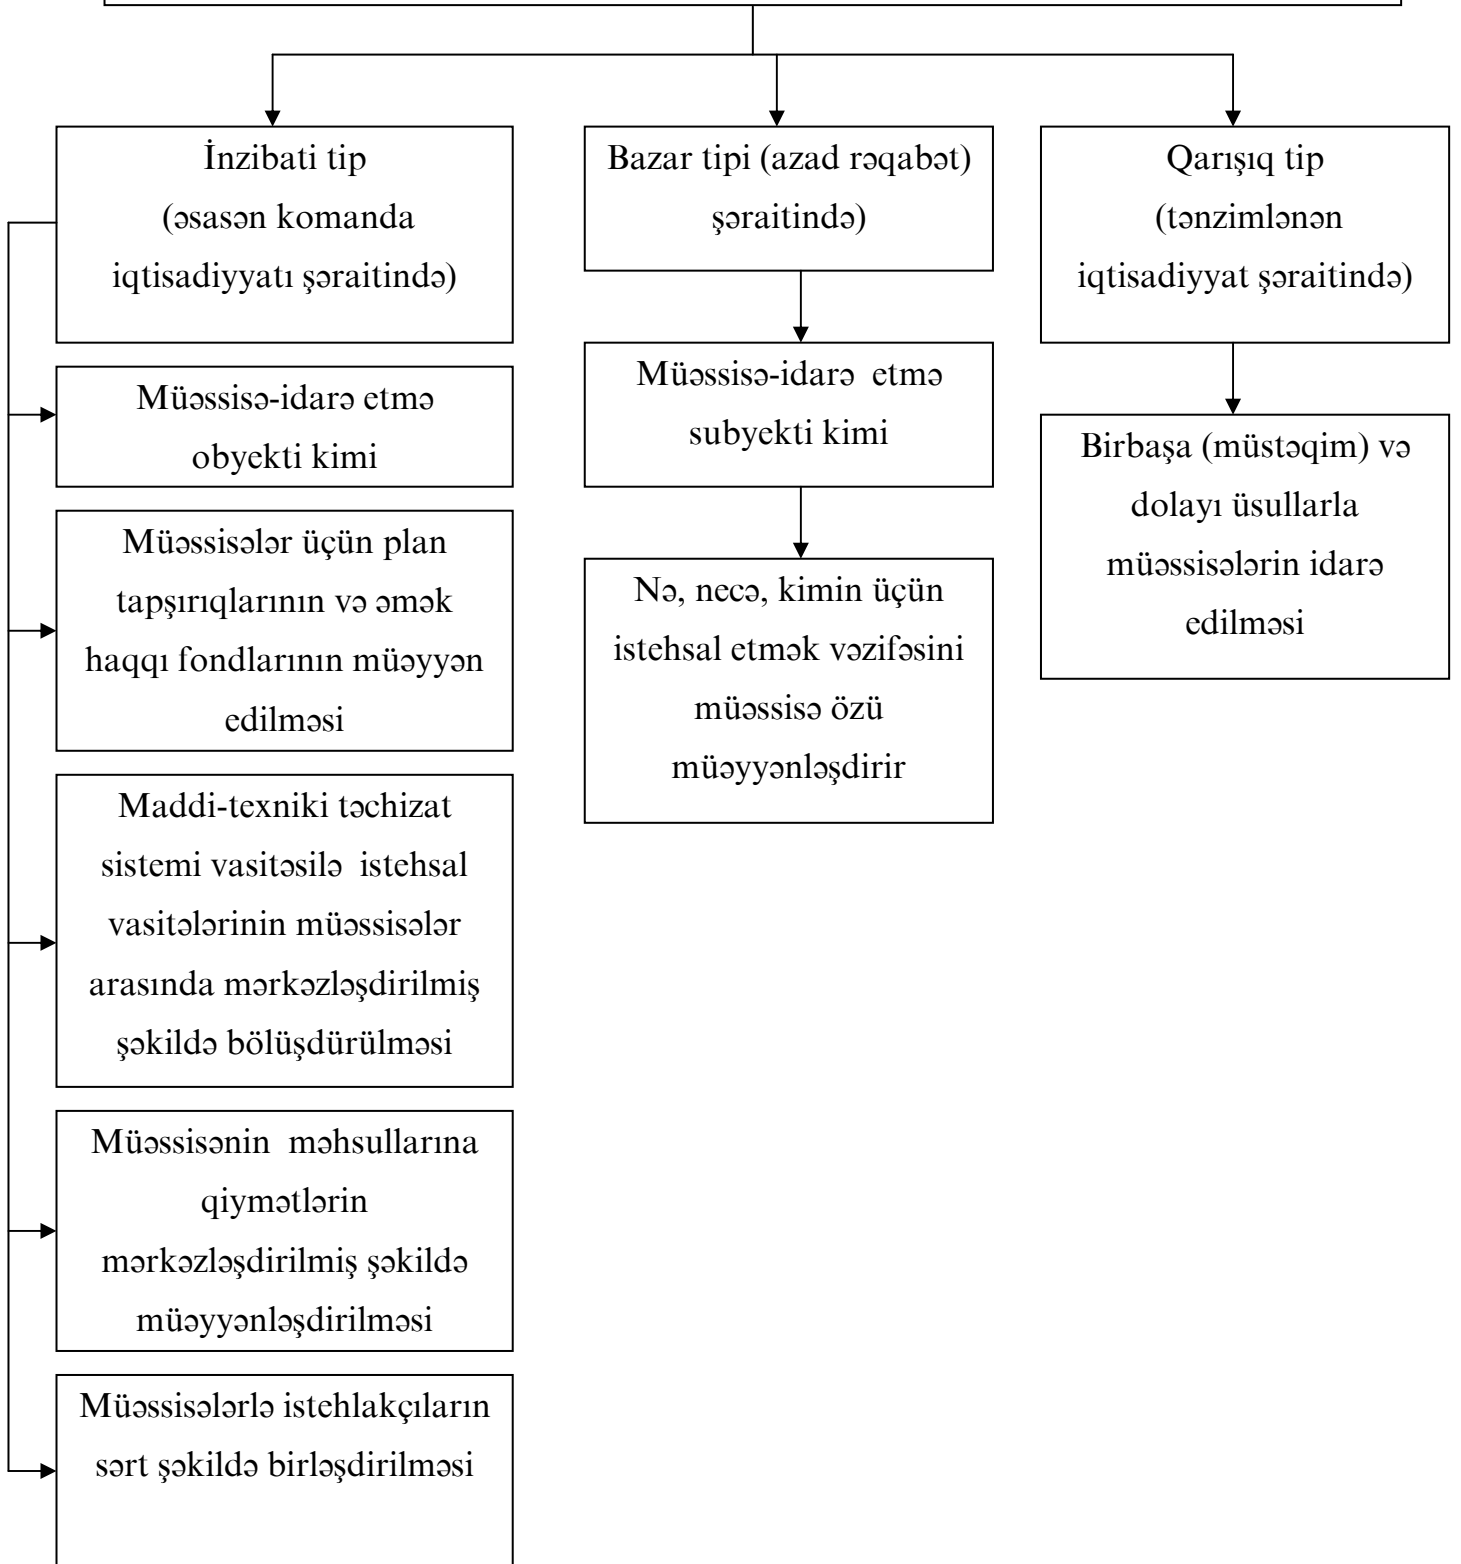 İnzibati tip
(əsasən komanda
iqtisadiyyatı şəraitində)
Müəssisə-idarə etmə
obyekti kimi
Müəssisələr üçün plan
tapşırıqlarının və əmək
haqqı fondlarının müəyyən
edilməsi
Maddi-texniki təchizat
sistemi vasitəsilə istehsal
vasitələrinin müəssisələr
arasında mərkəzləşdirilmiş
şəkildə bölüşdürülməsi
Müəssisənin məhsullarına
qiymətlərin
mərkəzləşdirilmiş şəkildə
müəyyənləşdirilməsi
Müəssisələrlə istehlakçıların
sərt şəkildə birləşdirilməsi
Bazar tipi (azad rəqabət)
şəraitində)
Müəssisə-idarə etmə
subyekti kimi
Nə, necə, kimin üçün
istehsal etmək vəzifəsini
müəssisə özü
müəyyənləşdirir
Qarışıq tip
(tənzimlənən
iqtisadiyyat şəraitində)
Birbaşa (müstəqim) və
dolayı üsullarla
müəssisələrin idarə
edilməsi